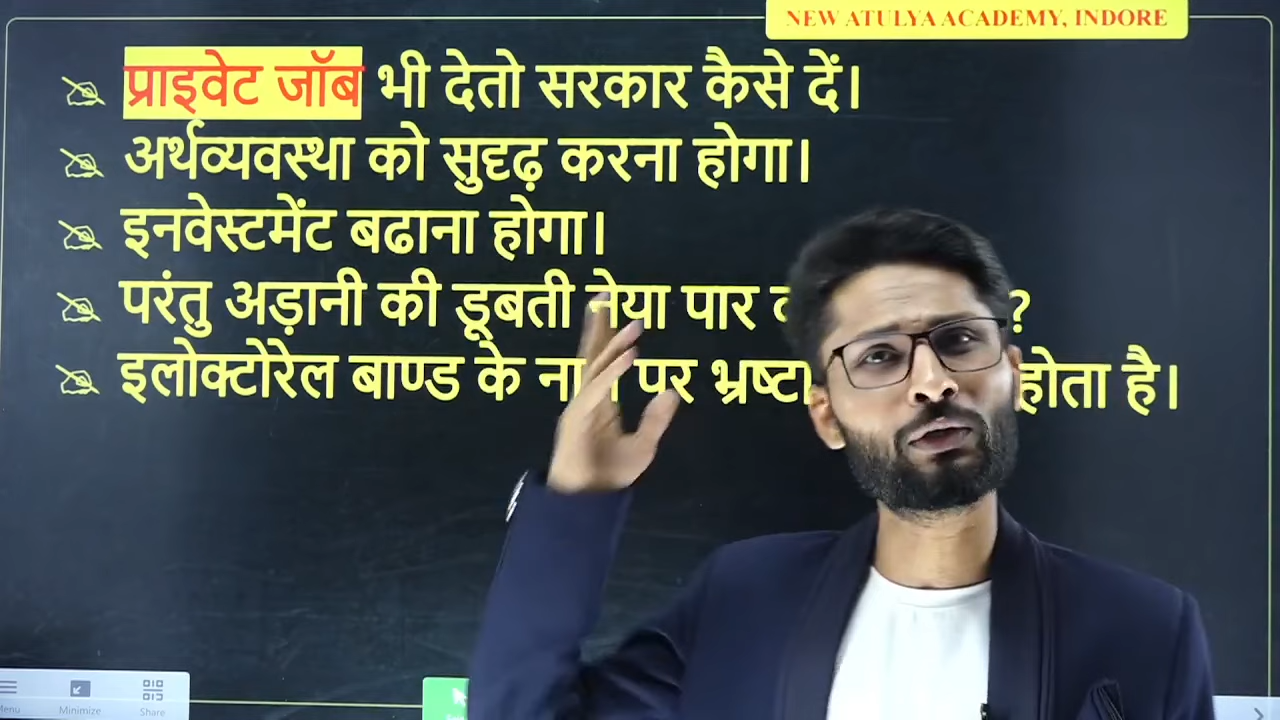 NEW ATULYA ACADEMY, INDORE
प्राइवेट जॉब भी देतो सरकार कैसे दें।
अर्थव्यवस्था को सुदृढ़ करना होगा।
इनवेस्टमेंट बढाना होगा।
परंतु अड़ानी की डूबती नेया पार ?
इलोक्टोरेल बाण्ड के पर होता है।
Menu
Minimize
Share